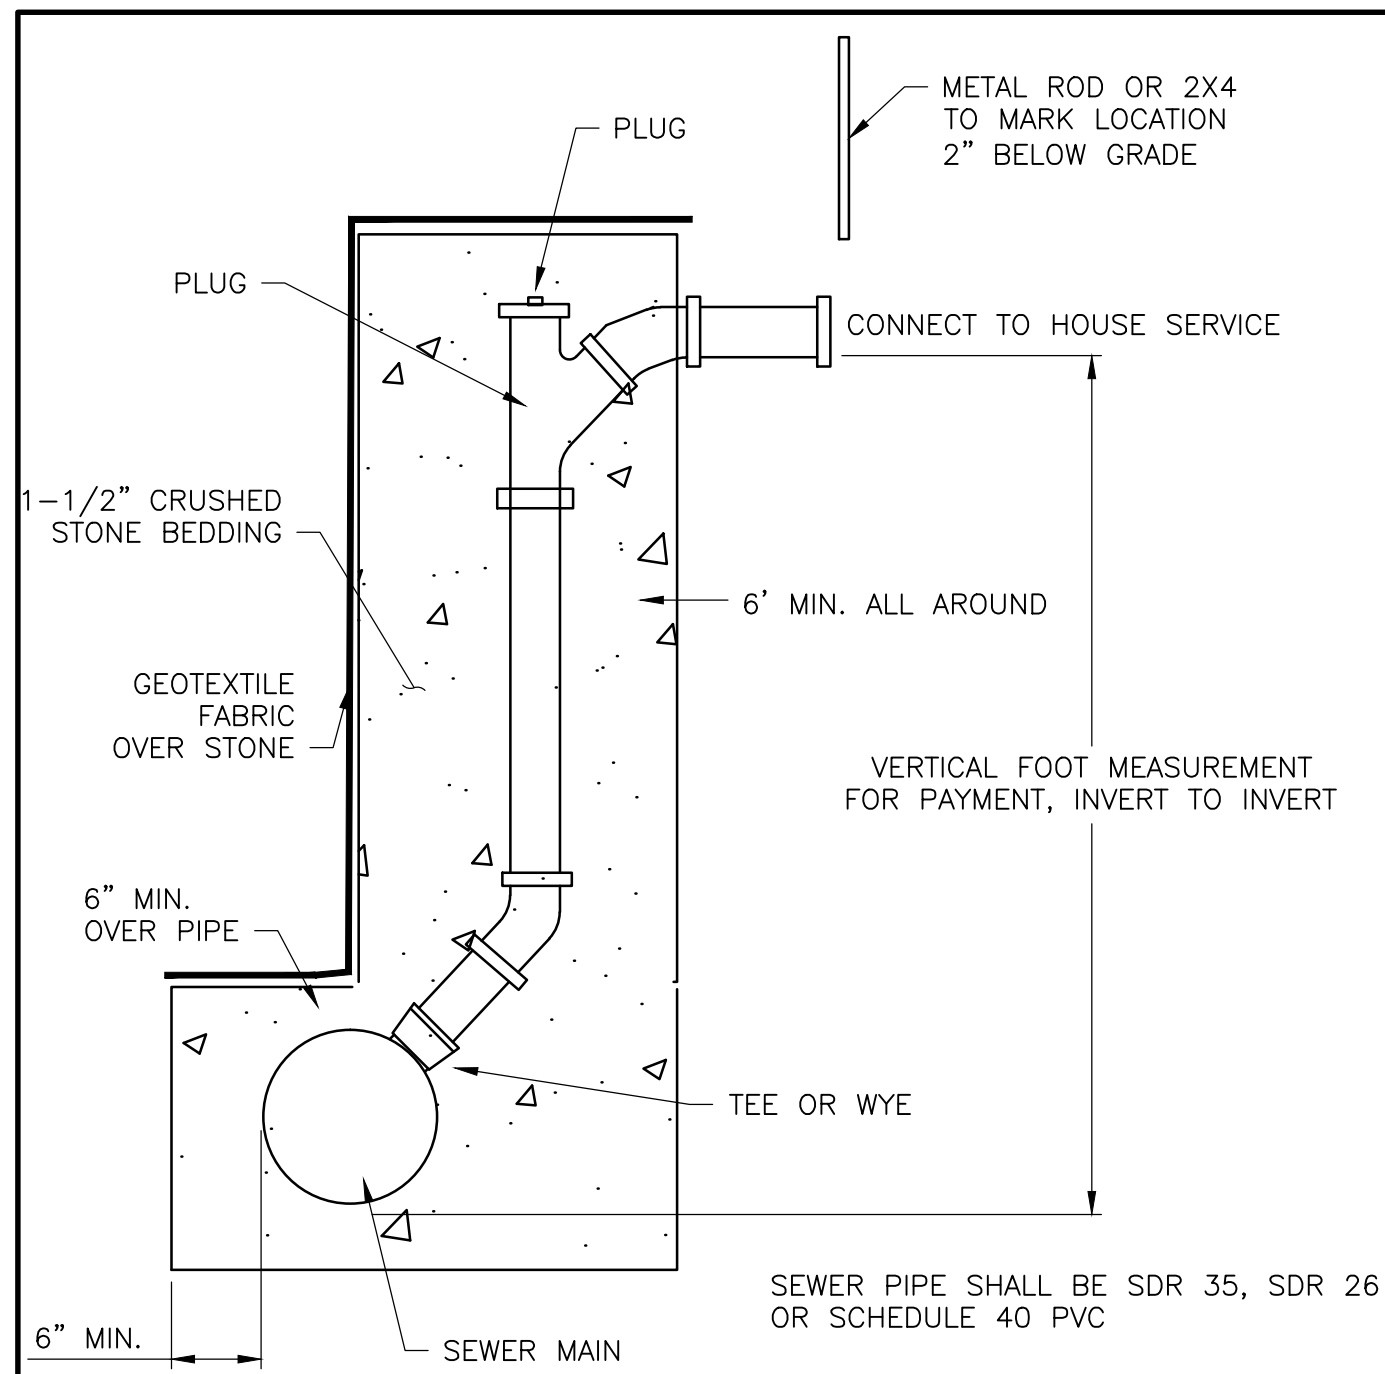 METAL ROD OR 2X4
TO MARK LOCATION
2” BELOW GRADE
PLUG
PLUG
CONNECT TO HOUSE SERVICE
1-1/2” CRUSHED
STONE BEDDING
6’ MIN. ALL AROUND
GEOTEXTILE
FABRIC
OVER STONE
VERTICAL FOOT MEASUREMENT
FOR PAYMENT, INVERT TO INVERT
6” MIN.
OVER PIPE
TEE OR WYE
SEWER PIPE SHALL BE SDR 35, SDR 26
OR SCHEDULE 40 PVC
6” MIN.
SEWER MAIN